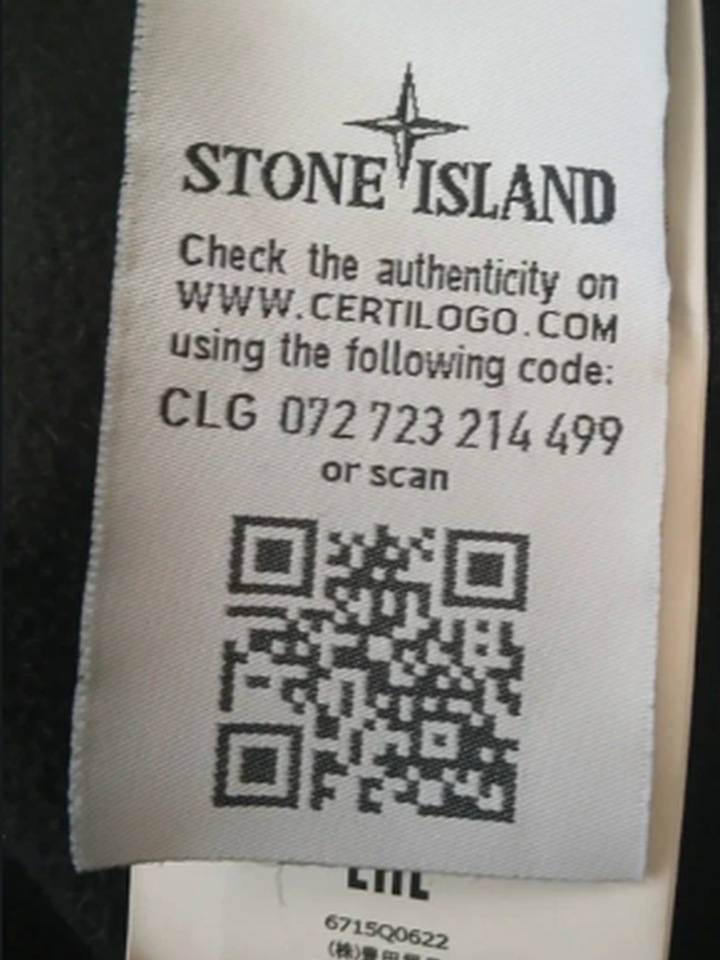 STONE ISLAND
Check the authenticity on
WWW.CERTILOGO.COM
using the following code:
CLG 072 723 214 499
or scan
6715Q0622